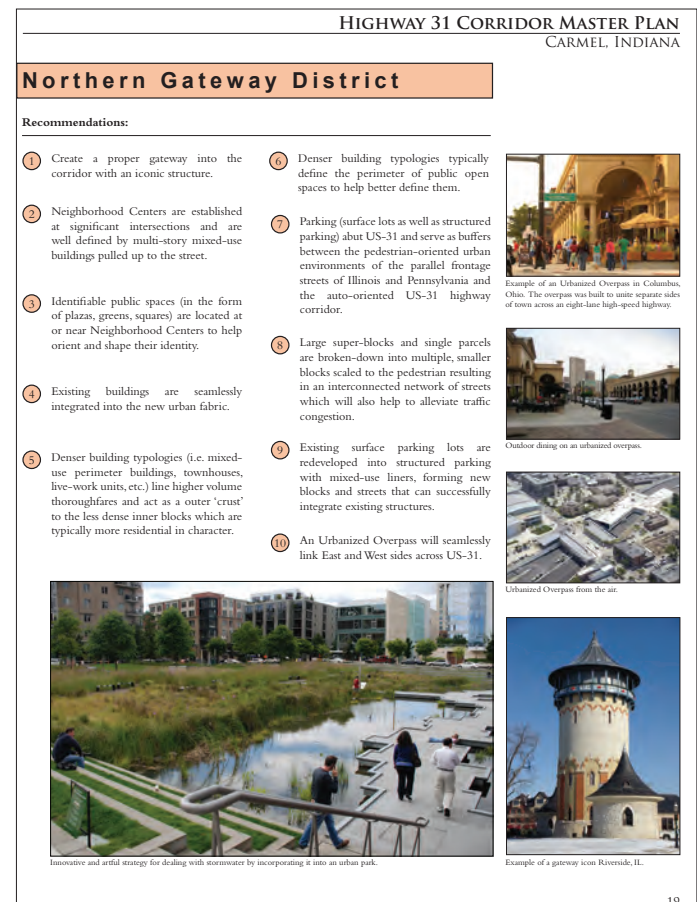 Highway 31 Corridor Master Plan
Carmel, Indiana
Northern Gateway District
Recommendations:
1 Create a proper gateway into the
corridor with an iconic structure.
2 Neighborhood Centers are established
at significant intersections and are
well defined by multi-story mixed-use
buildings pulled up to the street.
3 Identifiable public spaces (in the form
of plazas, greens, squares) are located at
or near Neighborhood Centers to help
orient and shape their identity.
4 Existing buildings are seamlessly
integrated into the new urban fabric.
5 Denser building typologies (i.e. mixed-
use perimeter buildings, townhouses,
live-work units, etc.) line higher volume
thoroughfares and act as a outer ‘crust’
to the less dense inner blocks which are
typically more residential in character.
6 Denser building typologies typically
define the perimeter of public open
spaces to help better define them.
7 Parking (surface lots as well as structured
parking) abut US-31 and serve as buffers
between the pedestrian-oriented urban
environments of the parallel frontage
streets of Illinois and Pennsylvania and
the auto-oriented US-31 highway
corridor.
8 Large super-blocks and single parcels
are broken-down into multiple, smaller
blocks scaled to the pedestrian resulting
in an interconnected network of streets
which will also help to alleviate traffic
congestion.
9 Existing surface parking lots are
redeveloped into structured parking
with mixed-use liners, forming new
blocks and streets that can successfully
integrate existing structures.
10 An Urbanized Overpass will seamlessly
link East and West sides across US-31.
Example of an Urbanized Overpass in Columbus,
Ohio. The overpass was built to unite separate sides
of town across an eight-lane high-speed highway.
Outdoor dining on an urbanized overpass.
Urbanized Overpass from the air.
Innovative and artful strategy for dealing with stormwater by incorporating it into an urban park.
Example of a gateway icon Riverside, IL.
19